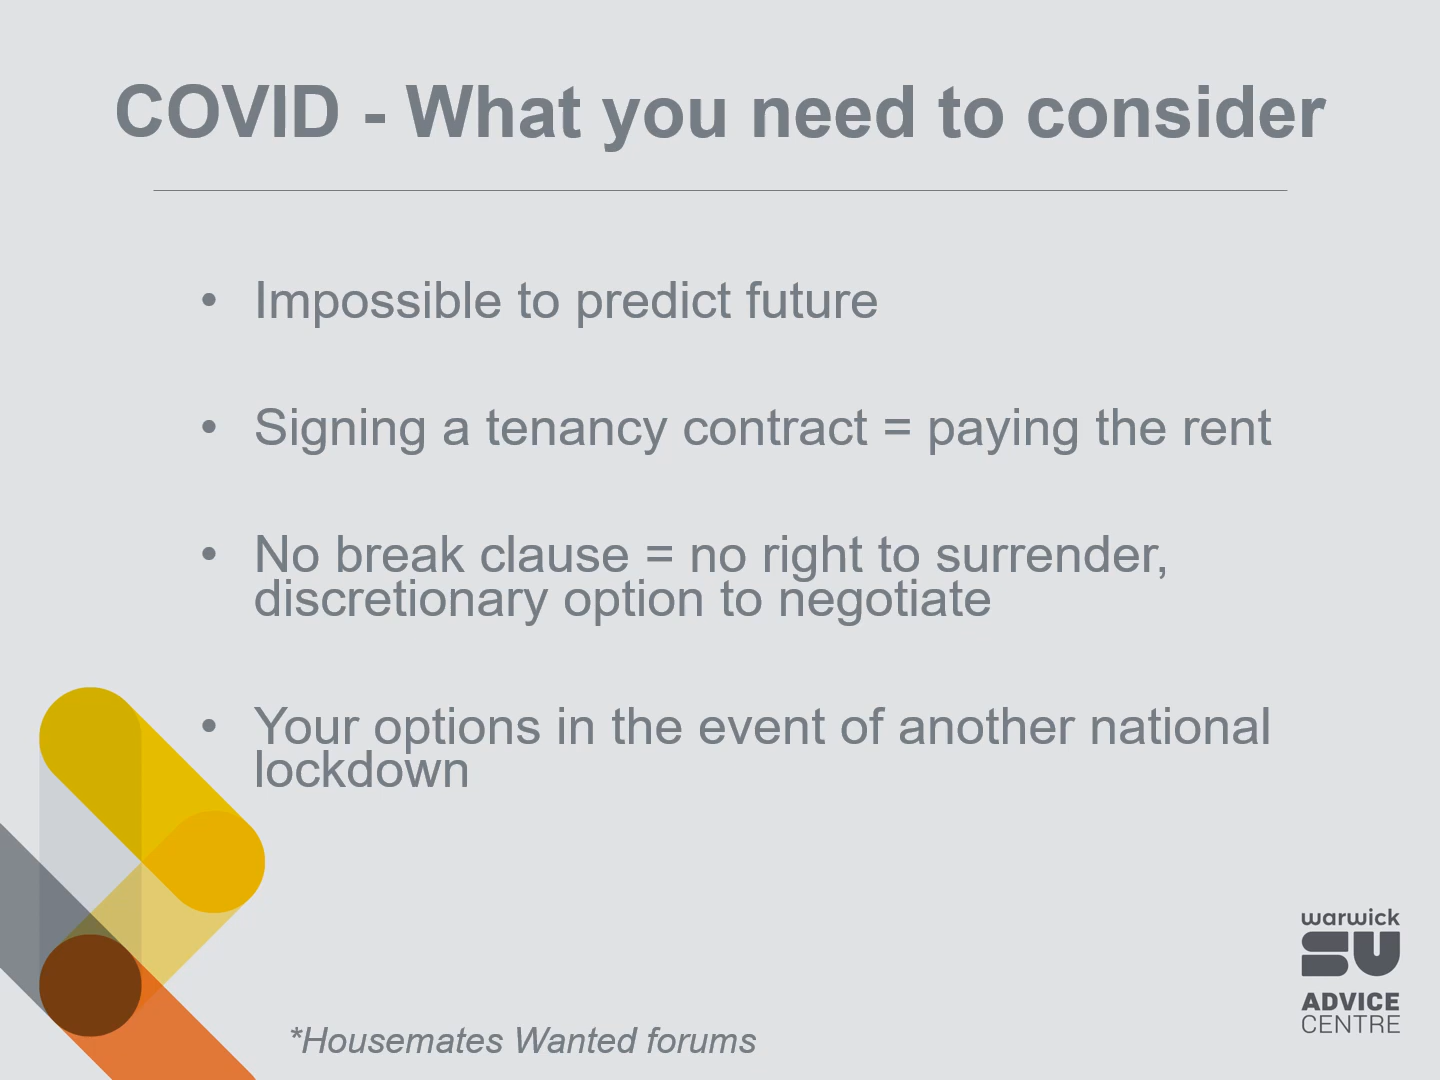 COVID - What you need to consider
• Impossible to predict future
• Signing a tenancy contract = paying the rent
• No break clause = no right to surrender,
discretionary option to negotiate
• Your options in the event of another national
lockdown
warwick
SU
ADVICE
CENTRE
*Housemates Wanted forums